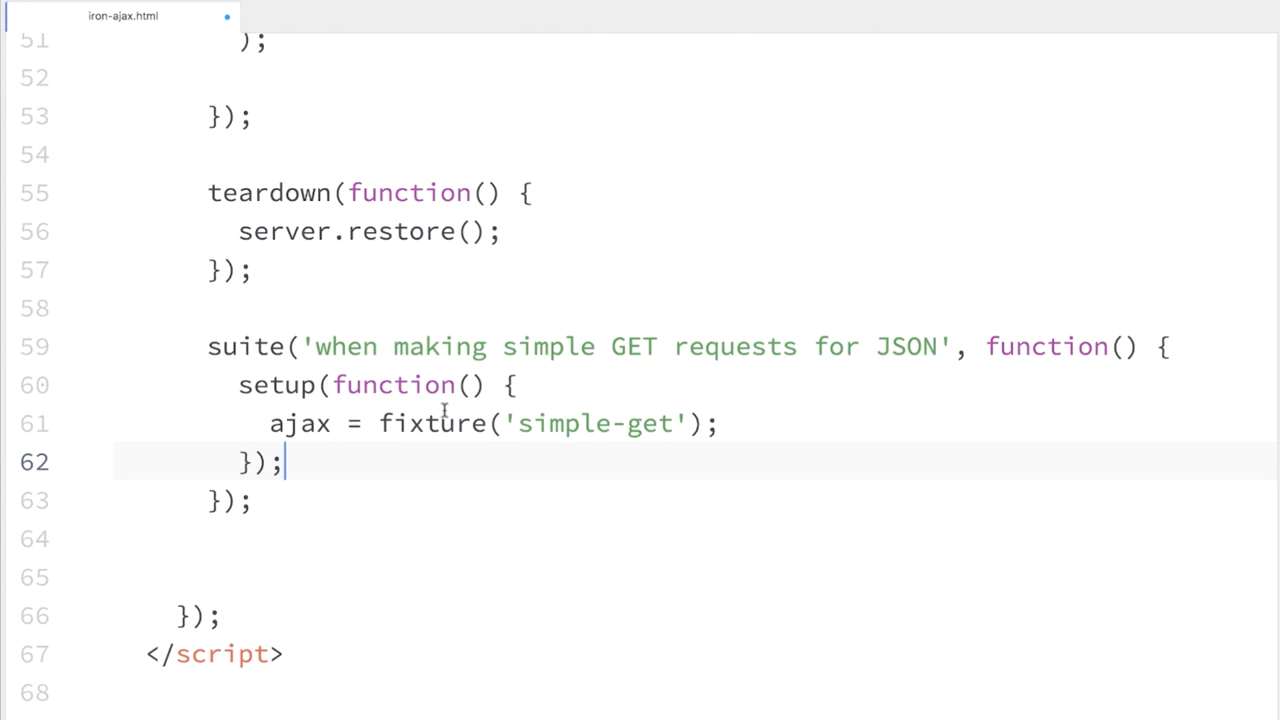 iron-ajax.html
51 );
52
53 });
54
55 teardown(function() {
56 server.restore();
57 });
58
59 suite('when making simple GET requests for JSON', function() {
60 setup(function() {
61 ajax = fixture('simple-get');
62 });
63 });
64
65
66 });
67 </script>
68